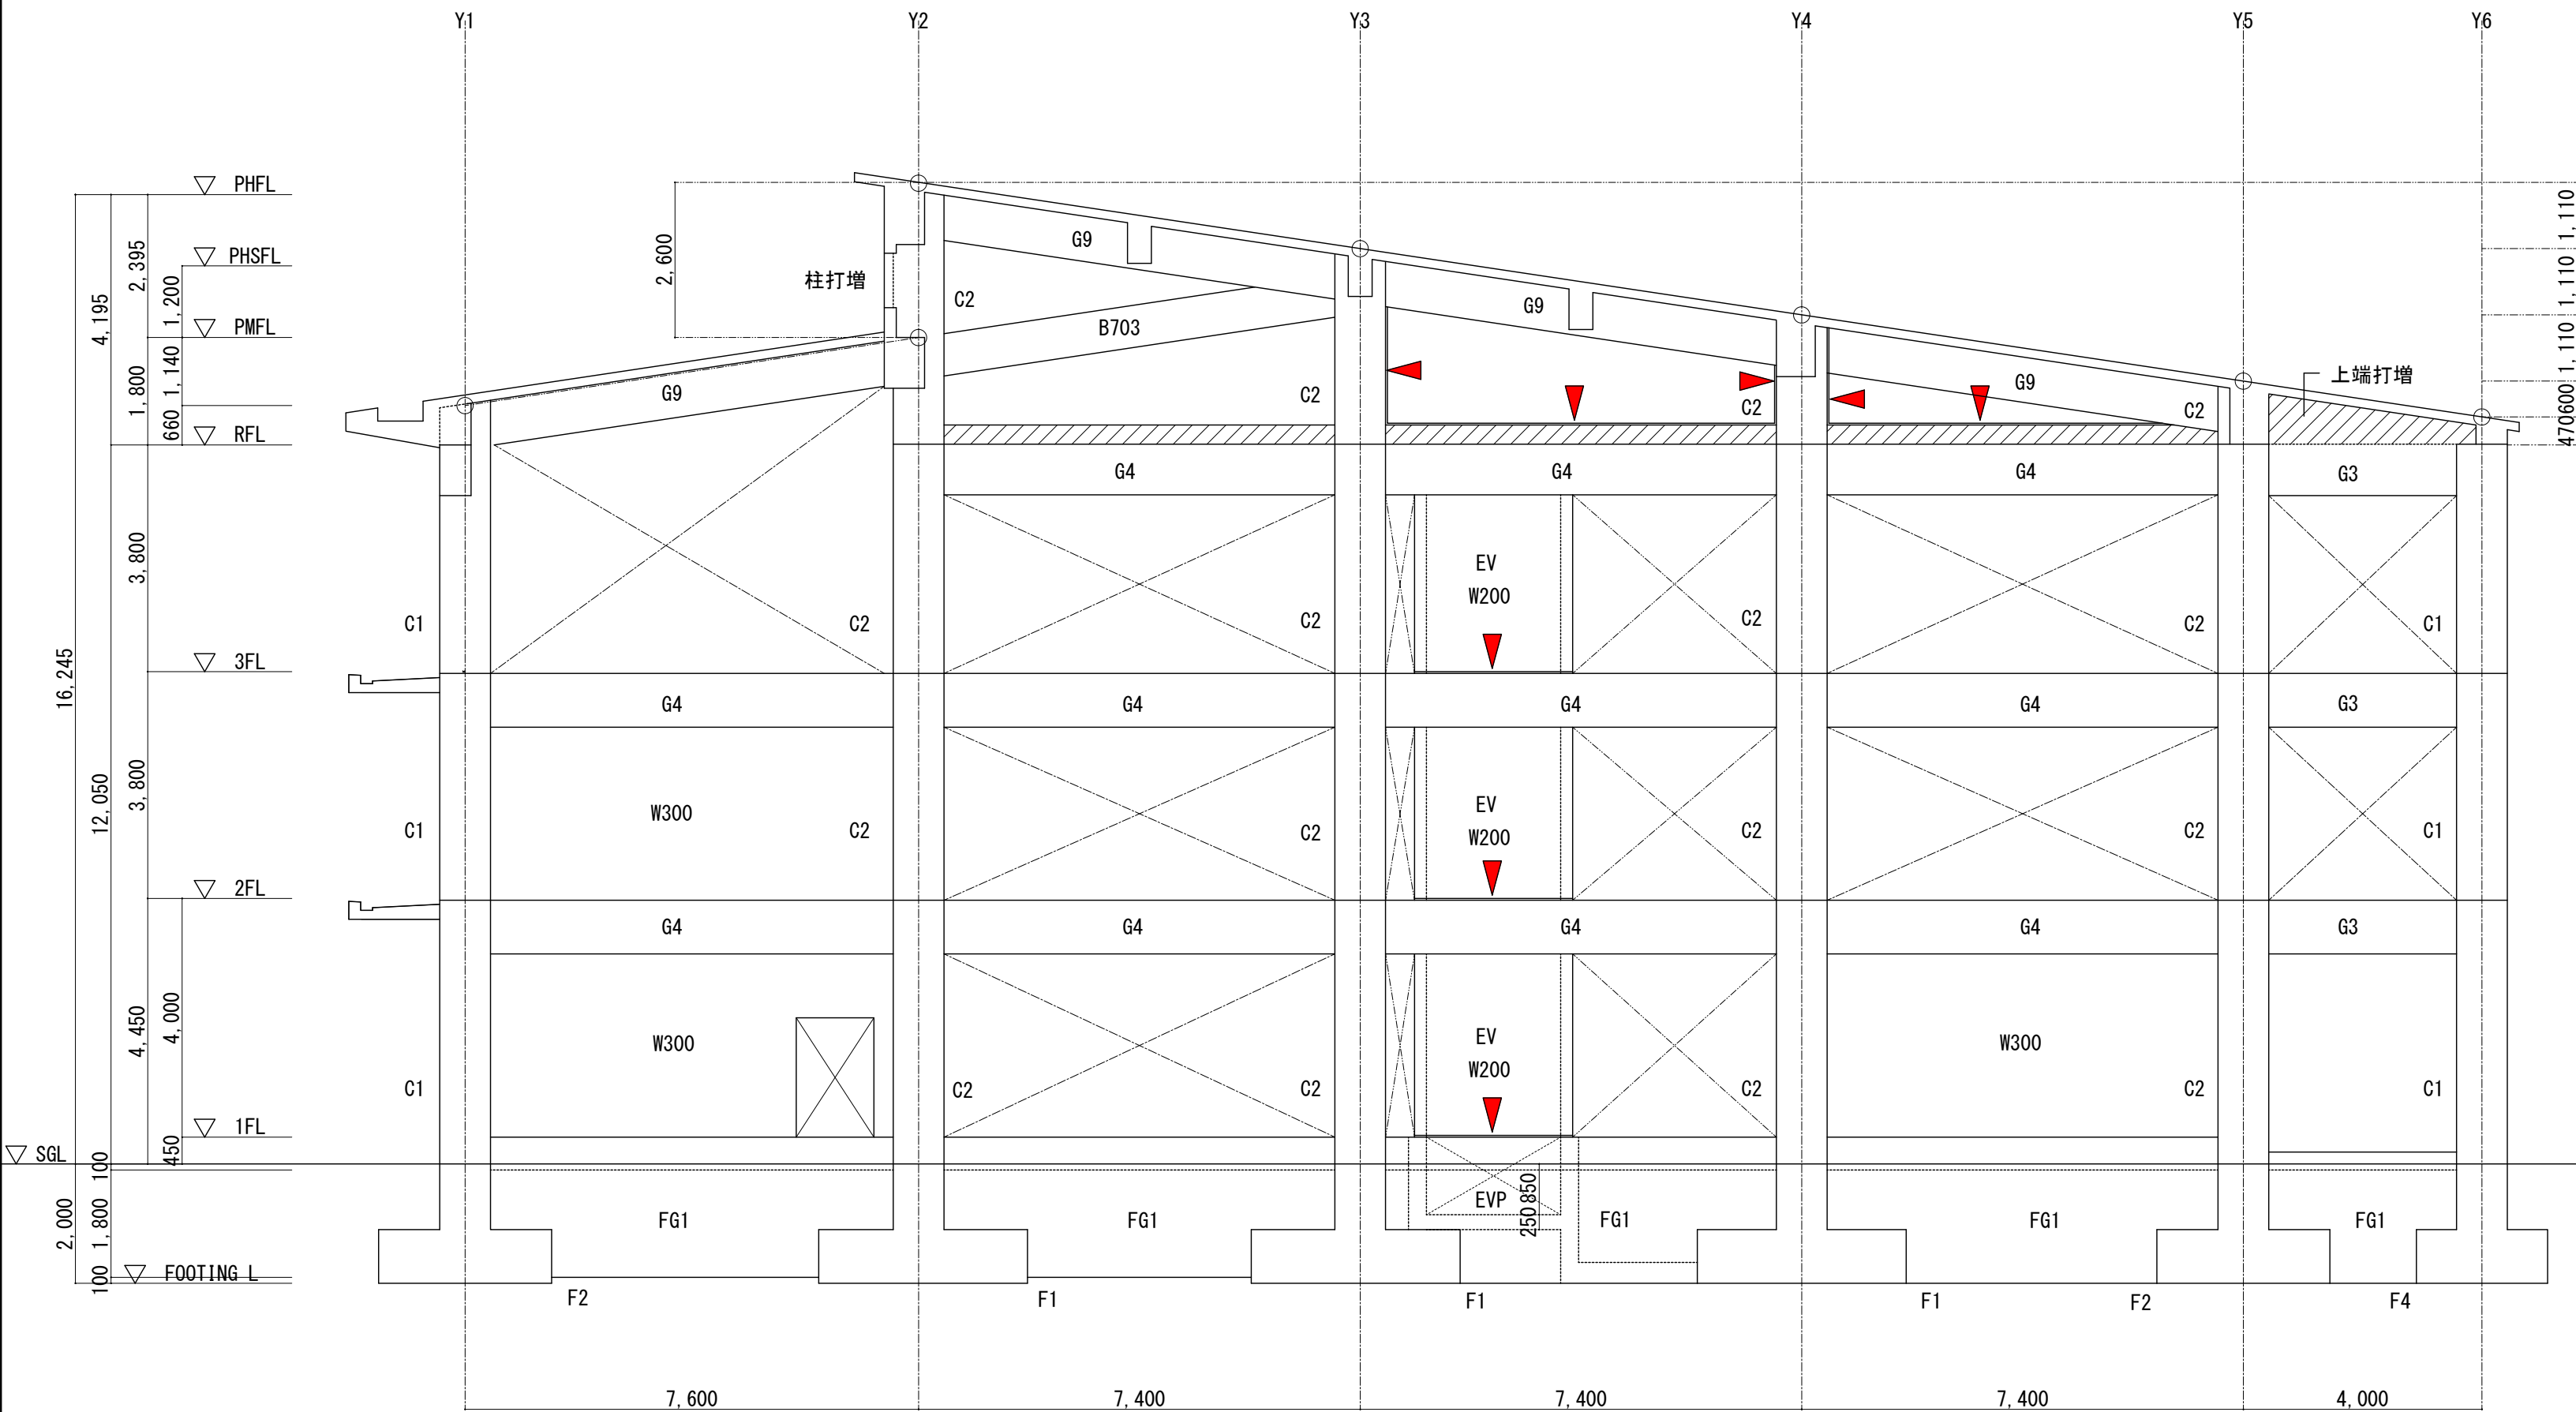 Y1 Y2 Y3 Y4 Y5 Y6
PHFL
1,110
2,395
PHSFL
2,600
G9
柱打増
1,200
C2
1,110
4,195
G9
PMFL
B703
1,110
1,140
上端打増
1,800
G9
C2
C2
G9
C2
600
660
RFL
470
G4
G4
G4
G3
3,800
EV
W200
C1
C2
C2
C2
C2
C1
3FL
16,245
G4
G4
G4
G4
G3
3,800
12,050
W300
EV
W200
C1
C2
C2
C2
C2
C1
2FL
G4
G4
G4
G4
G3
4,450
4,000
W300
EV
W200
W300
C1
C2
C2
C2
C2
C1
1FL
450
SGL
100
850
EVP
250
2,000
1,800
FG1
FG1
FG1
FG1
FG1
FOOTING L
100
F2
F1
F1
F1
F2
F4
7,600 7,400 7,400 7,400 4,000